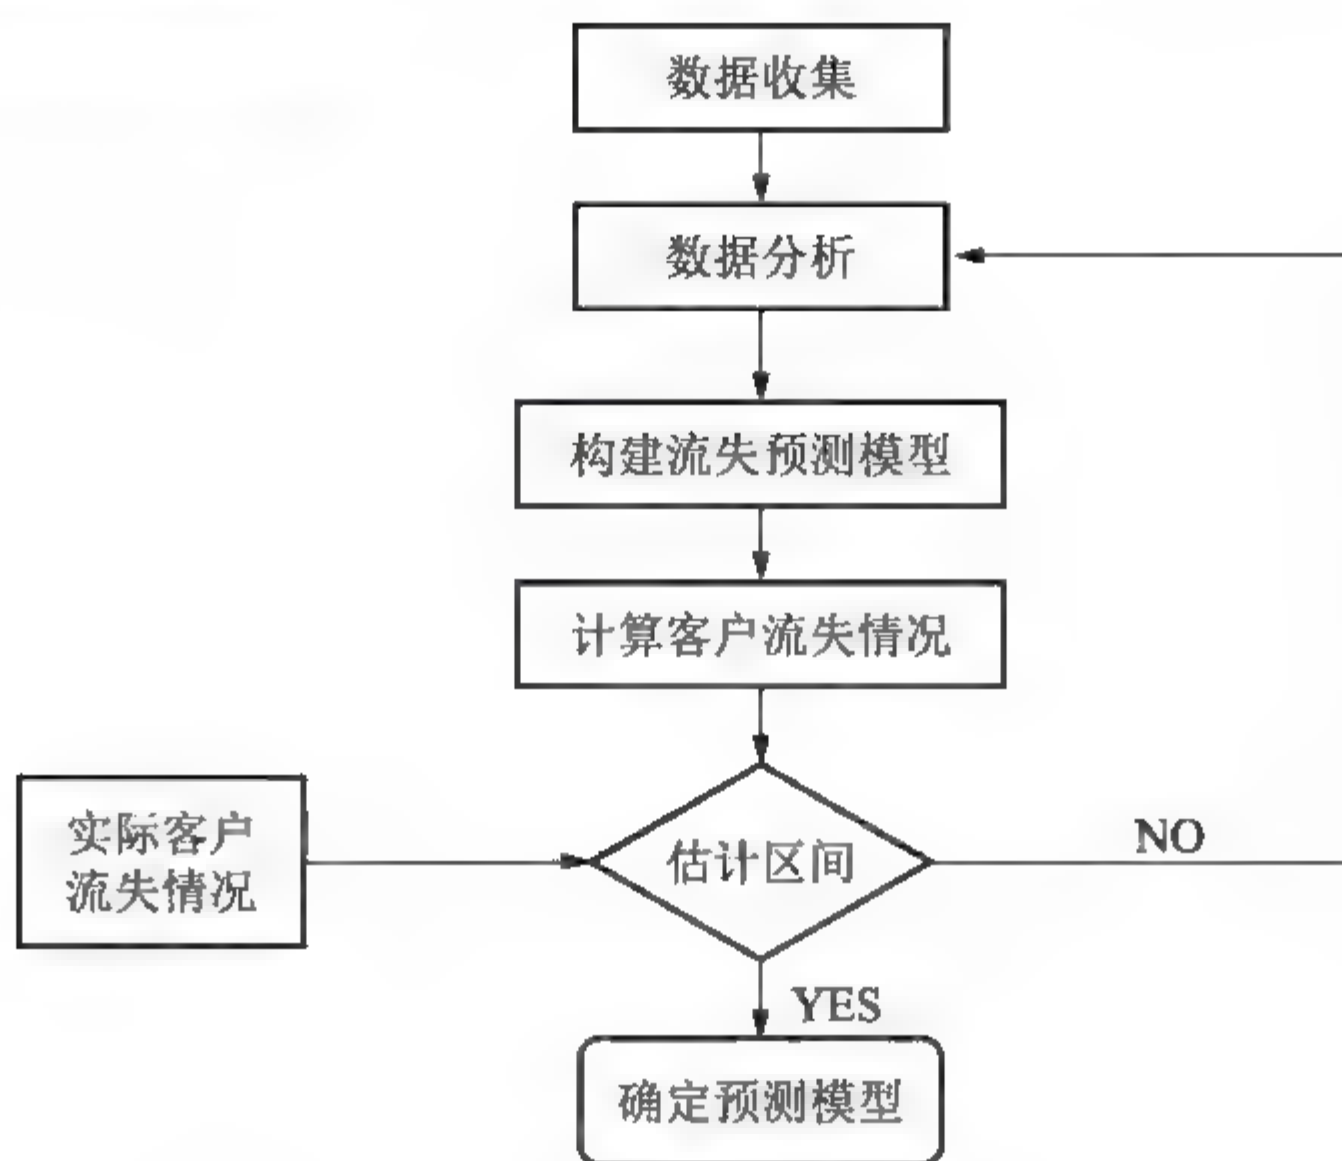 数据收集
数据分析
构建流失预测模型
计算客户流失情况
实际客户
流失情况
估计区间
NO
YES
确定预测模型